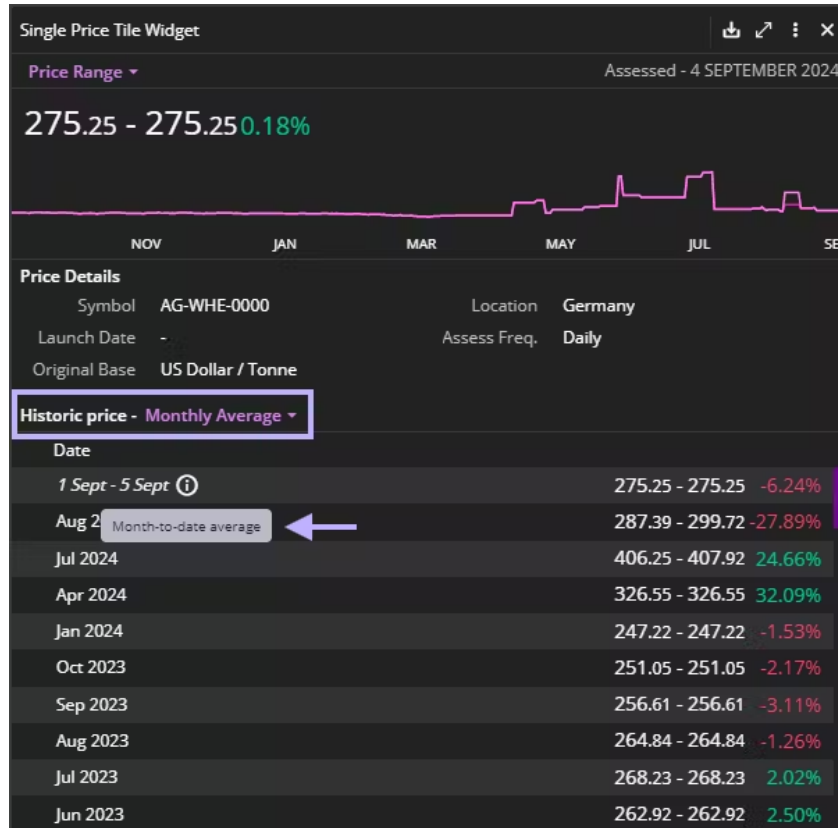 Single Price Tile Widget
Price Range
Assessed - 4 SEPTEMBER 2024
275.25 - 275.25 0.18%
NOV JAN MAR MAY JUL SE
Price Details
Symbol AG-WHE-0000 Location Germany
Launch Date - Assess Freq. Daily
Original Base US Dollar / Tonne
Historic price - Monthly Average
Date
1 Sept - 5 Sept 275.25 - 275.25 -6.24%
Aug 2 287.39 - 299.72 -27.89%
Month-to-date average
Jul 2024 406.25 - 407.92 24.66%
Apr 2024 326.55 - 326.55 32.09%
Jan 2024 247.22 - 247.22 -1.53%
Oct 2023 251.05 - 251.05 -2.17%
Sep 2023 256.61 - 256.61 -3.11%
Aug 2023 264.84 - 264.84 -1.26%
Jul 2023 268.23 - 268.23 2.02%
Jun 2023 262.92 - 262.92 2.50%